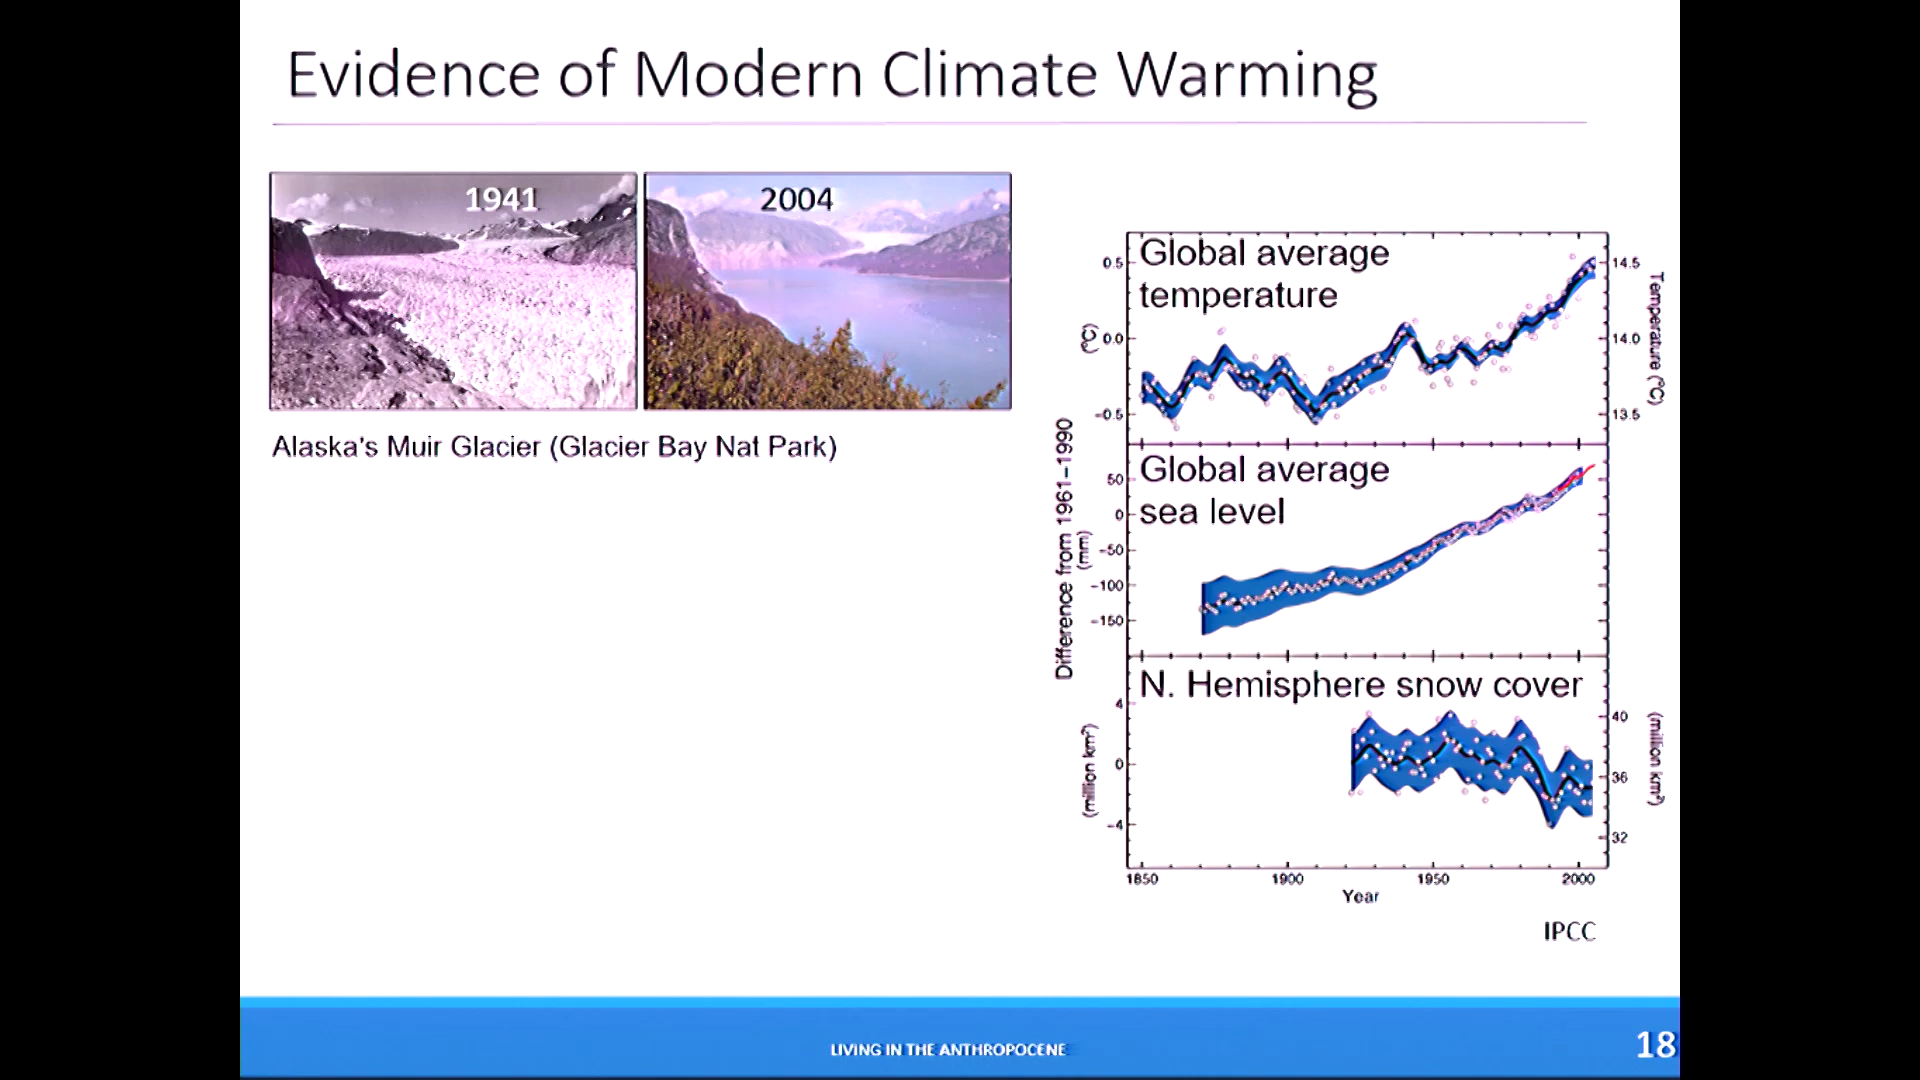 Evidence of Modern Climate Warming
1941
2004
Alaska's Muir Glacier (Glacier Bay Nat Park)
Difference from 1961–1990
Global average
temperature
(°C)
0.5
0.0
−0.5
14.5
14.0
13.5
Temperature (°C)
Global average
sea level
(mm)
50
0
−50
−100
−150
N. Hemisphere snow cover
(million km²)
4
0
−4
40
36
32
(million km²)
1850
1900
1950
2000
Year
IPCC
LIVING IN THE ANTHROPOCENE
18